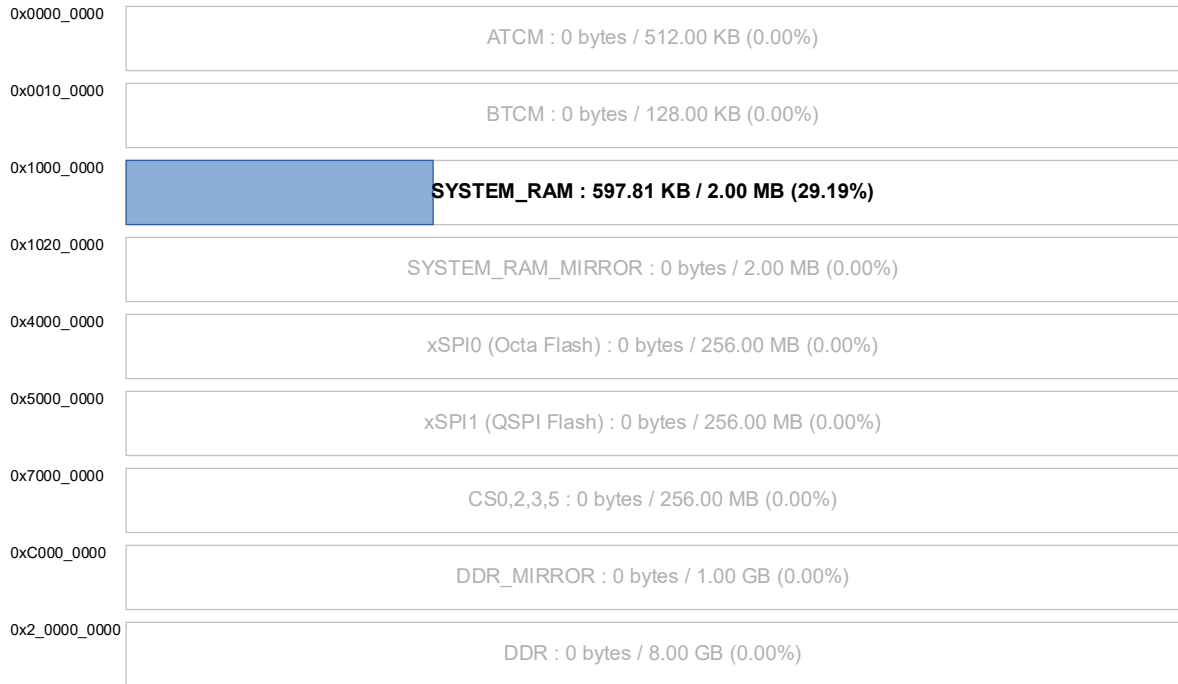 0x0000_0000
ATCM : 0 bytes / 512.00 KB (0.00%)
0x0010_0000
BTCM : 0 bytes / 128.00 KB (0.00%)
0x1000_0000
SYSTEM_RAM : 597.81 KB / 2.00 MB (29.19%)
0x1020_0000
SYSTEM_RAM_MIRROR : 0 bytes / 2.00 MB (0.00%)
0x4000_0000
xSPI0 (Octa Flash) : 0 bytes / 256.00 MB (0.00%)
0x5000_0000
xSPI1 (QSPI Flash) : 0 bytes / 256.00 MB (0.00%)
0x7000_0000
CS0,2,3,5 : 0 bytes / 256.00 MB (0.00%)
0xC000_0000
DDR_MIRROR : 0 bytes / 1.00 GB (0.00%)
0x2_0000_0000
DDR : 0 bytes / 8.00 GB (0.00%)